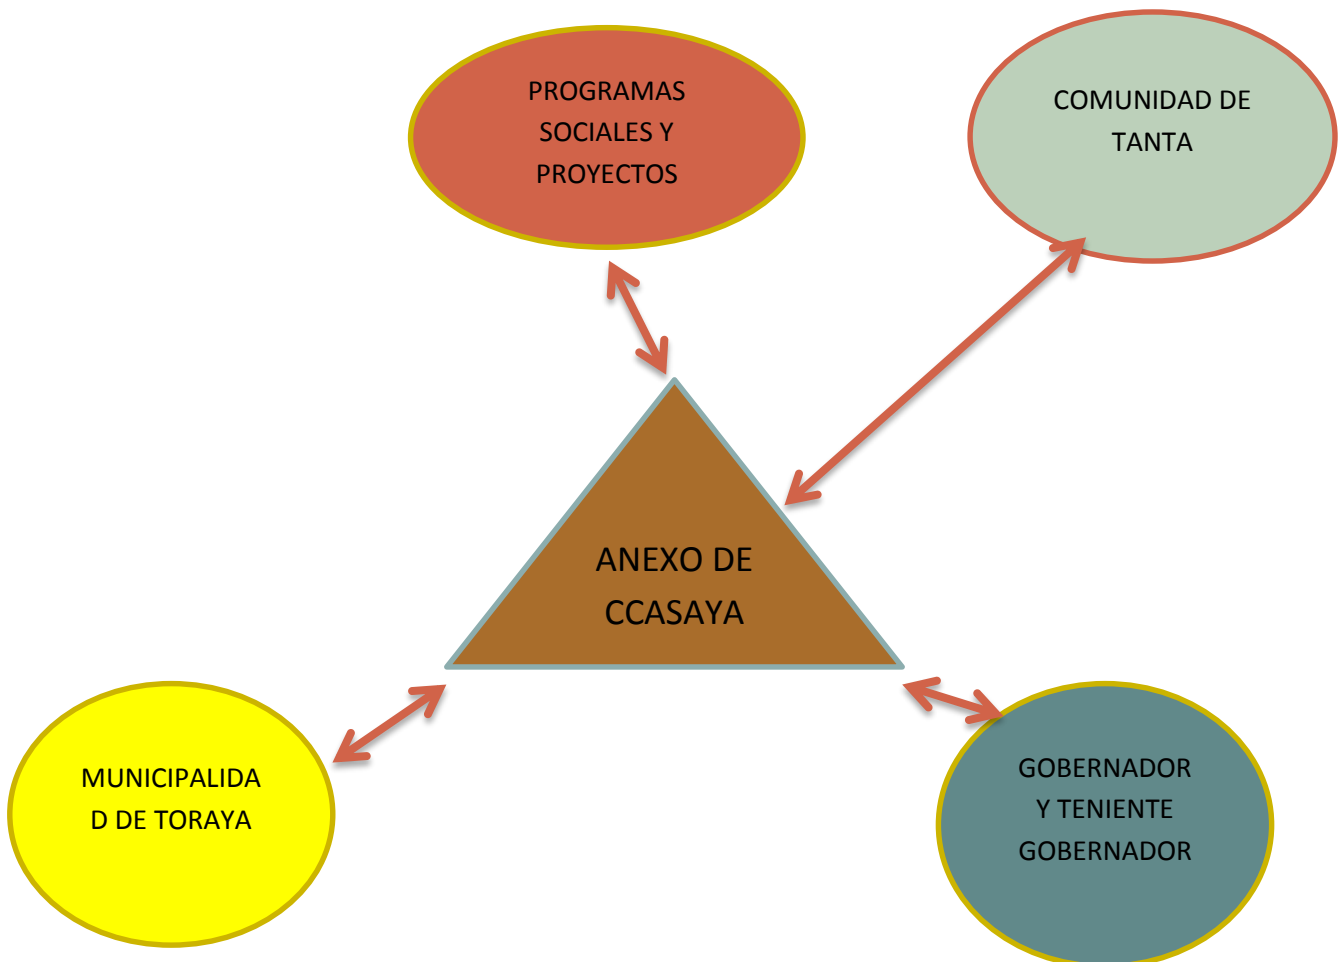 PROGRAMAS
SOCIALES Y
PROYECTOS
COMUNIDAD DE
TANTA
ANEXO DE
CCASAYA
MUNICIPALIDA
D DE TORAYA
GOBERNADOR
Y TENIENTE
GOBERNADOR